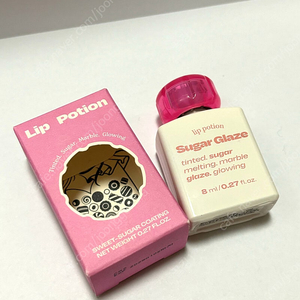 Lip Potion
Tinted, Sugar, Marble, Glowing
SWEET-SUGAR COATING
NET WEIGHT 0.27 FL.OZ.
lip potion
Sugar Glaze
tinted, sugar
melting, marble
glaze, glowing
8 ml / 0.27 fl.oz.